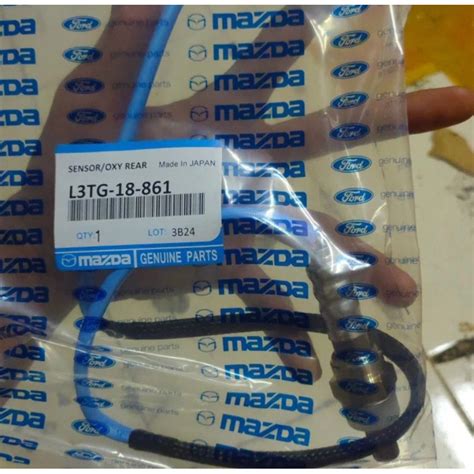 SENSOR/OXY REAR Made In JAPAN
L3TG-18-861
QTY: 1 LOT: 3B24
mazda GENUINE PARTS
mazda
Ford
genuine parts